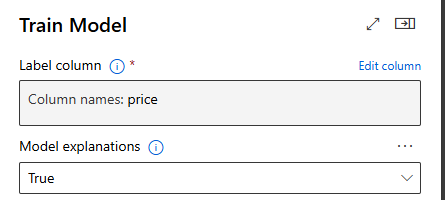 Train Model
Label column * Edit column
Column names: price
Model explanations ...
True